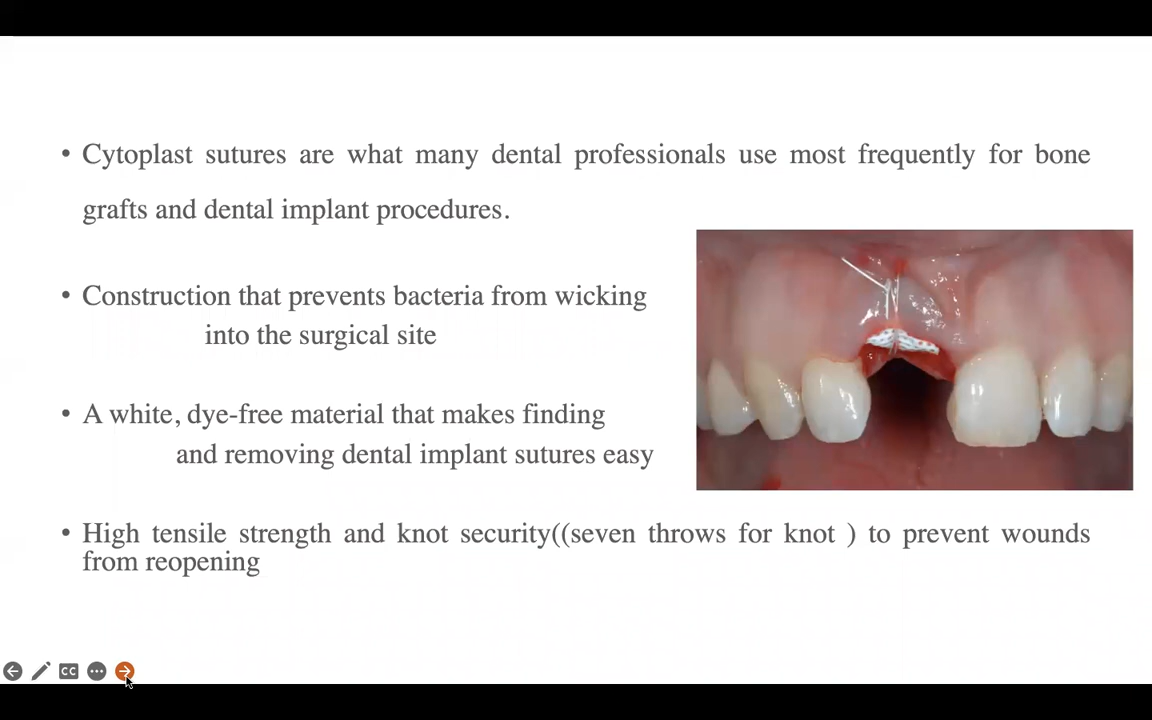 • Cytoplast sutures are what many dental professionals use most frequently for bone
grafts and dental implant procedures.
• Construction that prevents bacteria from wicking
into the surgical site
• A white, dye-free material that makes finding
and removing dental implant sutures easy
• High tensile strength and knot security((seven throws for knot ) to prevent wounds
from reopening
CC